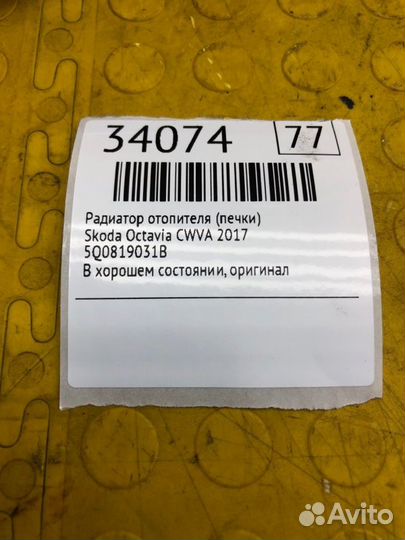 34074 77
Радиатор отопителя (печки)
Skoda Octavia CWVA 2017
5Q0819031B
В хорошем состоянии, оригинал
Avito